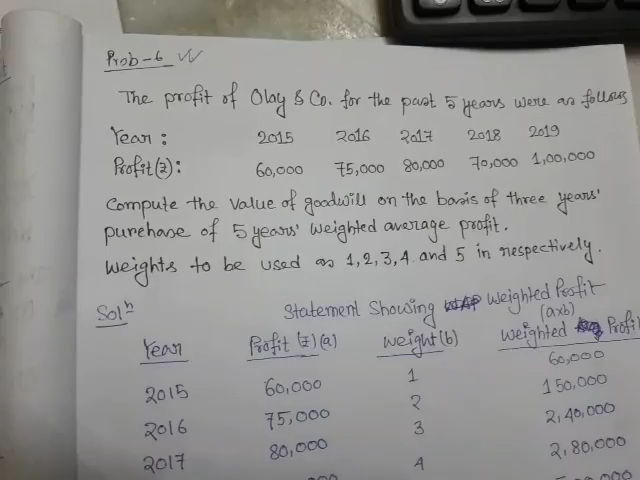 Prob-6
The profit of Olay & Co. for the past 5 years were as follows
Year: 2015 2016 2017 2018 2019
Profit(₹): 60,000 75,000 80,000 70,000 1,00,000
Compute the value of goodwill on the basis of three years'
purchase of 5 years' weighted average profit.
Weights to be used as 1,2,3,4 and 5 in respectively.
Solⁿ Statement Showing Weighted Profit
Year Profit (₹)(a) Weight(b) (axb) Weighted Profit
2015 60,000 1 60,000
2016 75,000 2 150,000
2017 80,000 3 2,40,000
4 2,80,000